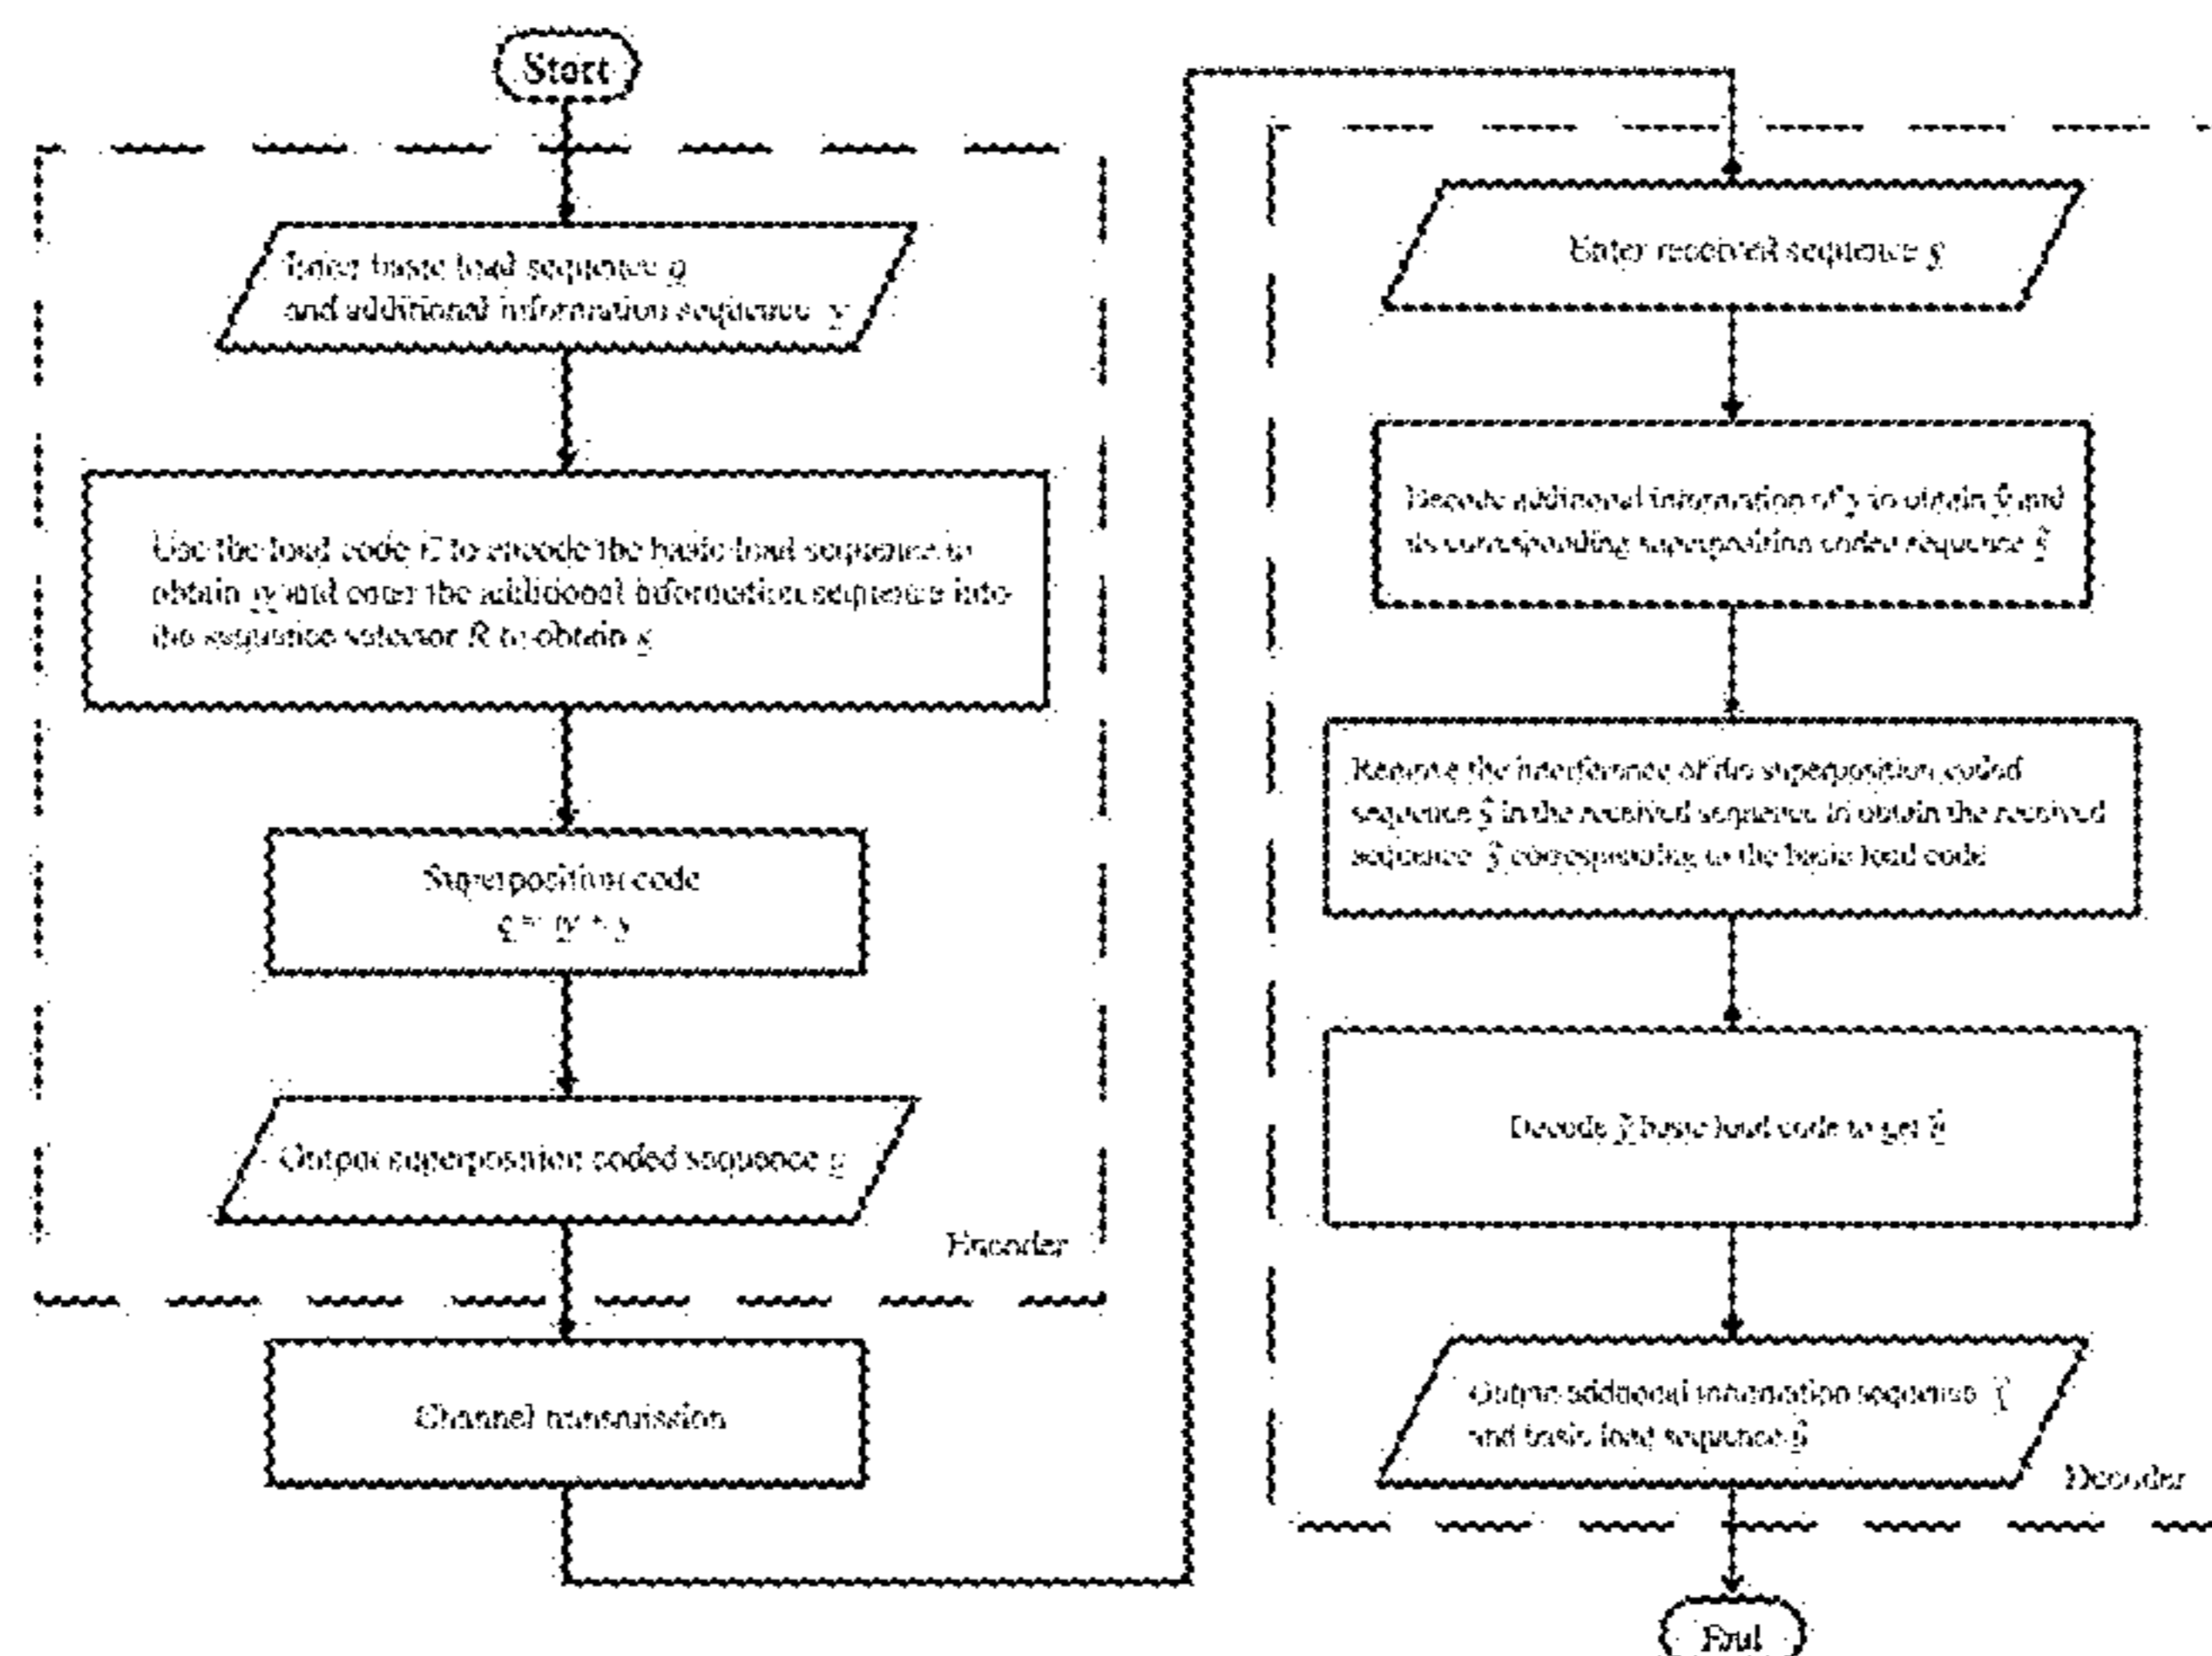 Start
Enter basic load sequence
and additional information sequence v
Use the load code C to encode the basic load sequence to
obtain w and enter the additional information sequence into
the sequence selector R to obtain s
Superposition code
Output superposition coded sequence c
Encoder
Channel transmission
Enter received sequence y
Decode additional information of y to obtain v̂ and
its corresponding superposition coded sequence ŝ
Remove the interference of the superposition coded
sequence ŝ in the received sequence to obtain the received
sequence corresponding to the basic load code
Decode basic load code to get û
Output additional information sequence
and basic load sequence û
Decoder
End